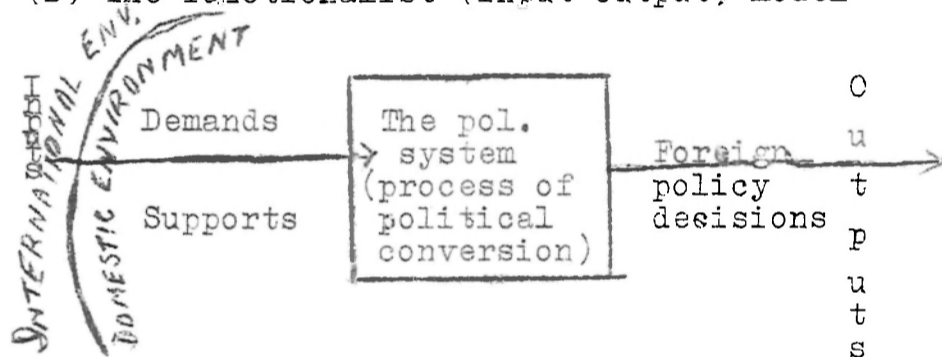 (B) The functionalist (input-output) model
INTERNATIONAL ENV.
DOMESTIC ENVIRONMENT
Inputs
Demands
Supports
The pol.
system
(process of
political
conversion)
Foreign
policy
decisions
Outputs